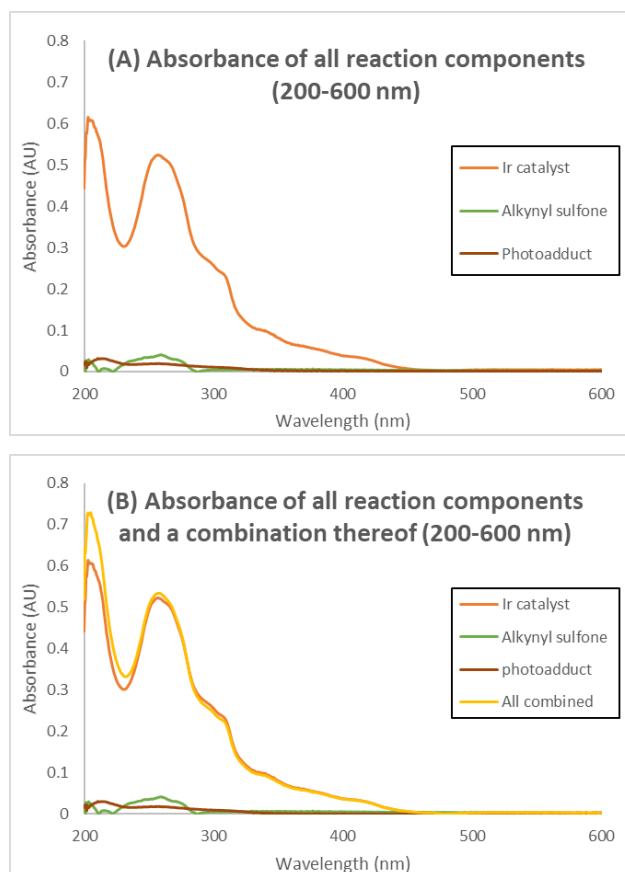 (A) Absorbance of all reaction components
(200-600 nm)
0.8
0.7
0.6
0.5
0.4
0.3
0.2
0.1
0
Absorbance (AU)
Ir catalyst
Alkynyl sulfone
Photoadduct
200
300
400
500
600
Wavelength (nm)
(B) Absorbance of all reaction components
and a combination thereof (200-600 nm)
0.8
0.7
0.6
0.5
0.4
0.3
0.2
0.1
0
Absorbance (AU)
Ir catalyst
Alkynyl sulfone
photoadduct
All combined
200
300
400
500
600
Wavelength (nm)